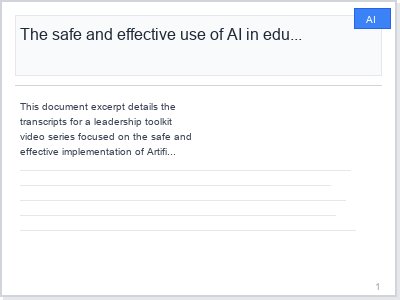 AI
The safe and effective use of AI in edu...
This document excerpt details the
transcripts for a leadership toolkit
video series focused on the safe and
effective implementation of Artifi...
1